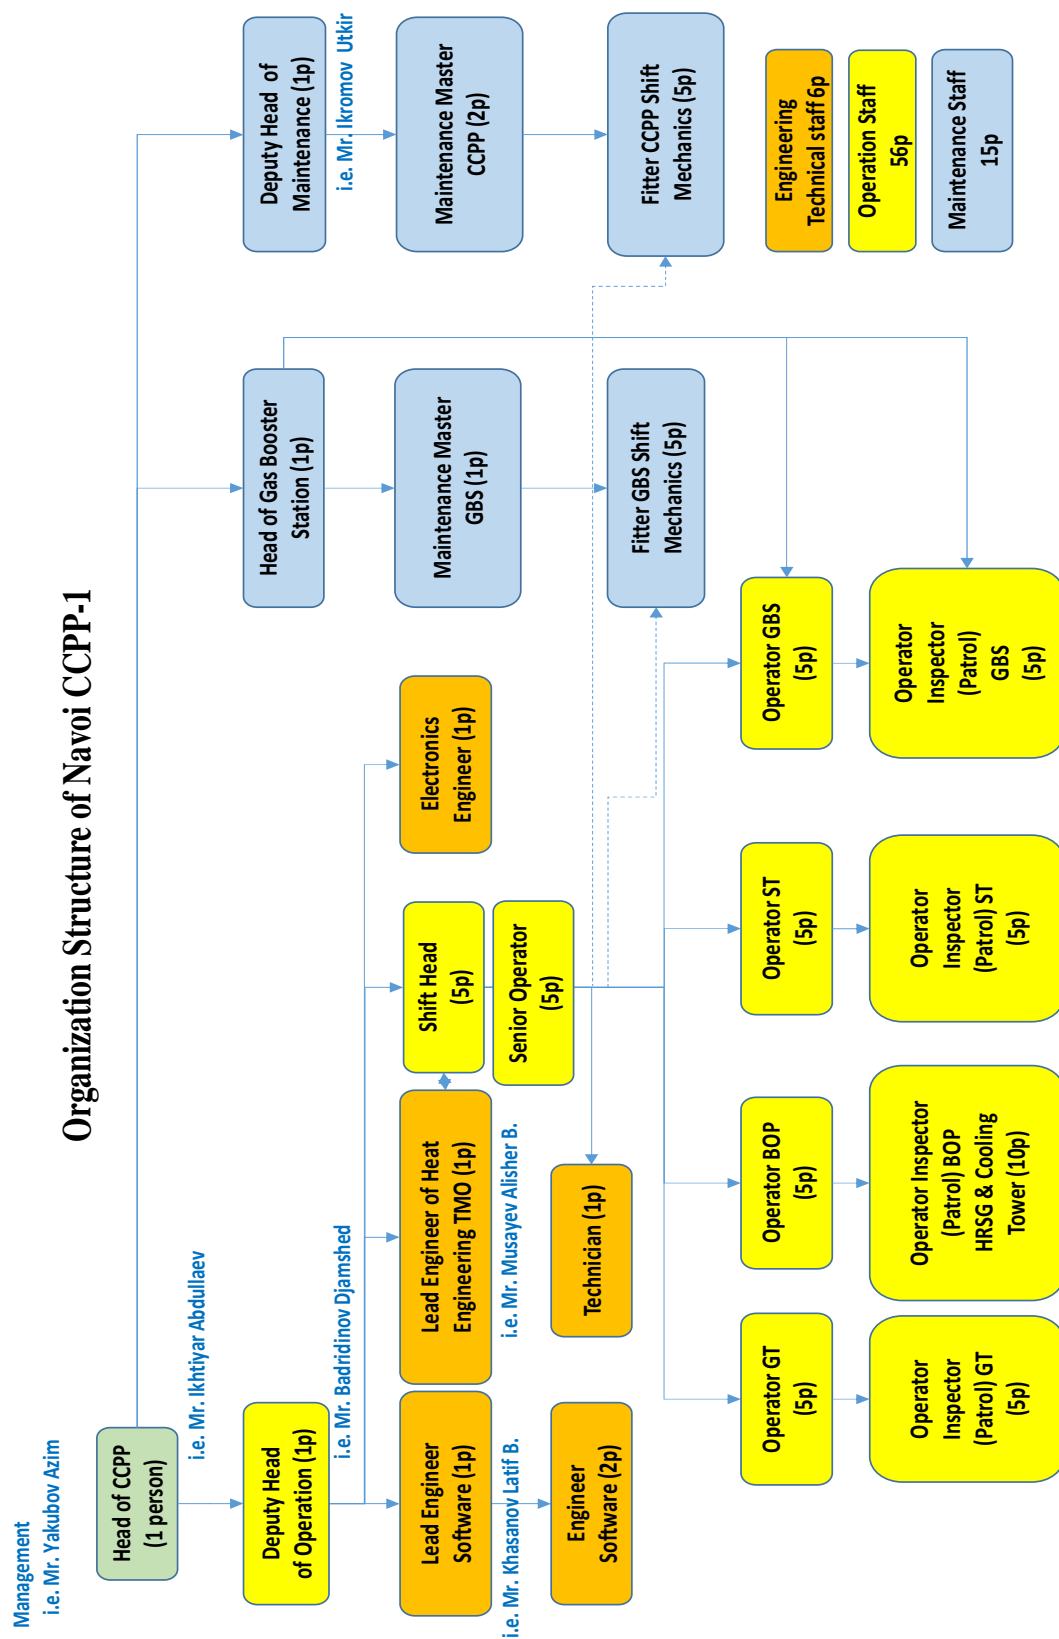 Organization Structure of Navoi CCPP-1
Management
i.e. Mr. Yakubov Azim
Head of CCPP
(1 person)
i.e. Mr. Ikhtiyar Abdullaev
Deputy Head
of Operation (1p)
i.e. Mr. Badridinov Djamshed
Head of Gas Booster
Station (1p)
Deputy Head of
Maintenance (1p)
i.e. Mr. Ikromov Utkir
Lead Engineer
Software (1p)
i.e. Mr. Khasanov Latif B.
Lead Engineer of Heat
Engineering TMO (1p)
i.e. Mr. Musayev Alisher B.
Shift Head
(5p)
Senior Operator
(5p)
Electronics
Engineer (1p)
Maintenance Master
GBS (1p)
Maintenance Master
CCPP (2p)
Engineer
Software (2p)
Technician (1p)
Fitter GBS Shift
Mechanics (5p)
Fitter CCPP Shift
Mechanics (5p)
Operator GT
(5p)
Operator BOP
(5p)
Operator ST
(5p)
Operator GBS
(5p)
Operator
Inspector
(Patrol) GT
(5p)
Operator Inspector
(Patrol) BOP
HRSG & Cooling
Tower (10p)
Operator
Inspector
(Patrol) ST
(5p)
Operator
Inspector
(Patrol)
GBS
(5p)
Engineering
Technical staff 6p
Operation Staff
56p
Maintenance Staff
15p